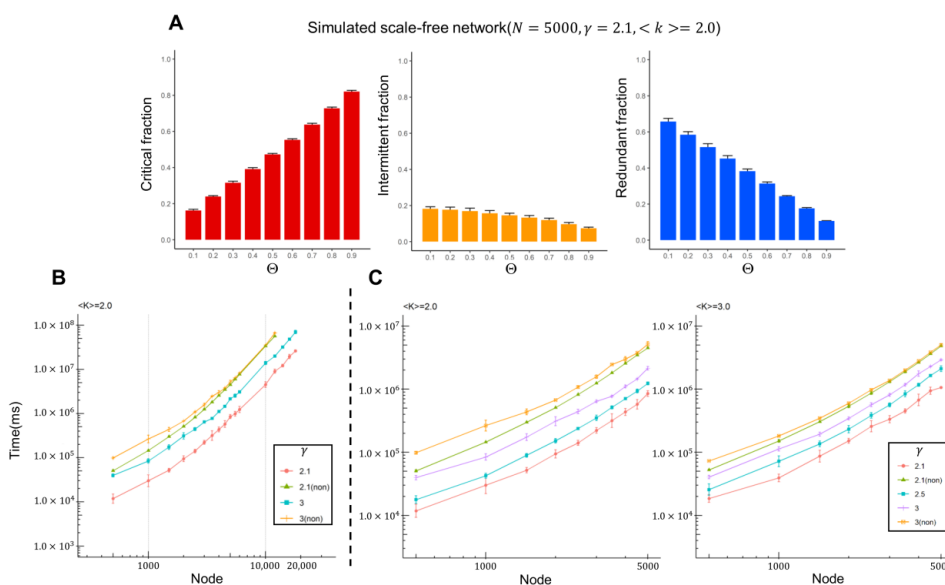 A
Simulated scale-free network(N = 5000, γ = 2.1, < k >= 2.0)
Critical fraction
1.0
0.8
0.6
0.4
0.2
0.0
0.1 0.2 0.3 0.4 0.5 0.6 0.7 0.8 0.9
Θ
Intermittent fraction
1.0
0.8
0.6
0.4
0.2
0.0
0.1 0.2 0.3 0.4 0.5 0.6 0.7 0.8 0.9
Θ
Redundant fraction
1.0
0.8
0.6
0.4
0.2
0.0
0.1 0.2 0.3 0.4 0.5 0.6 0.7 0.8 0.9
Θ
B
<K>=2.0
Time(ms)
1.0 × 10⁸
1.0 × 10⁷
1.0 × 10⁶
1.0 × 10⁵
1.0 × 10⁴
1.0 × 10³
1000 10,000 20,000
Node
γ
2.1
2.1(non)
3
3(non)
C
<K>=2.0
1.0 × 10⁷
1.0 × 10⁶
1.0 × 10⁵
1.0 × 10⁴
1000 5000
Node
<K>=3.0
1.0 × 10⁷
1.0 × 10⁶
1.0 × 10⁵
1.0 × 10⁴
1000 500
Node
γ
2.1
2.1(non)
2.5
3
3(non)